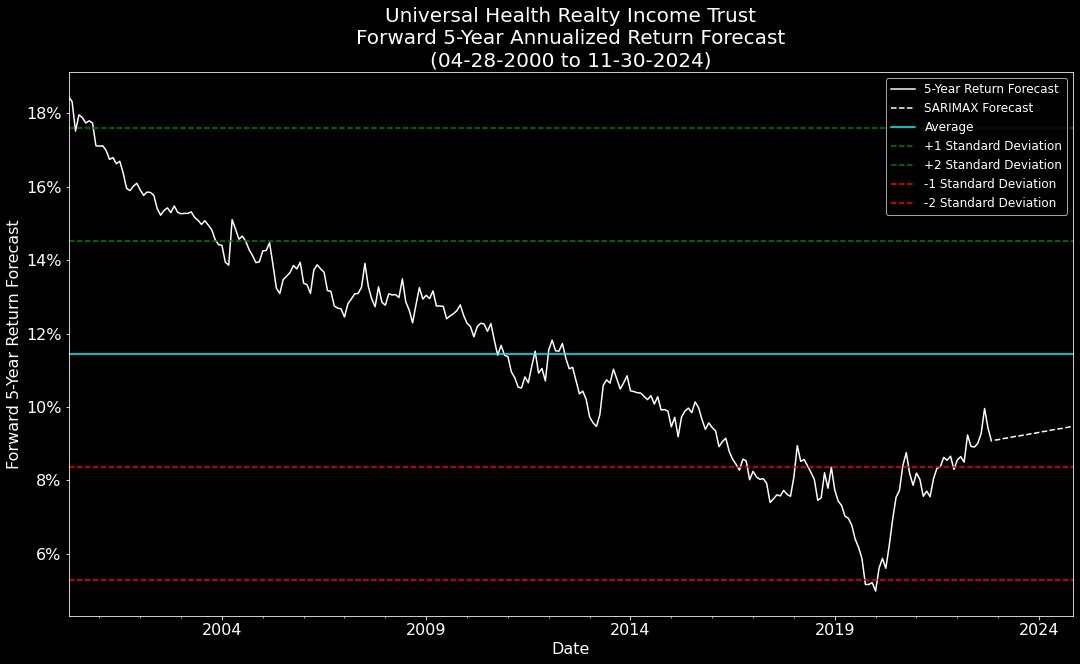 Universal Health Realty Income Trust
Forward 5-Year Annualized Return Forecast
(04-28-2000 to 11-30-2024)
5-Year Return Forecast
SARIMAX Forecast
Average
+1 Standard Deviation
+2 Standard Deviation
-1 Standard Deviation
-2 Standard Deviation
Forward 5-Year Return Forecast
18%
16%
14%
12%
10%
8%
6%
2004
2009
2014
2019
2024
Date